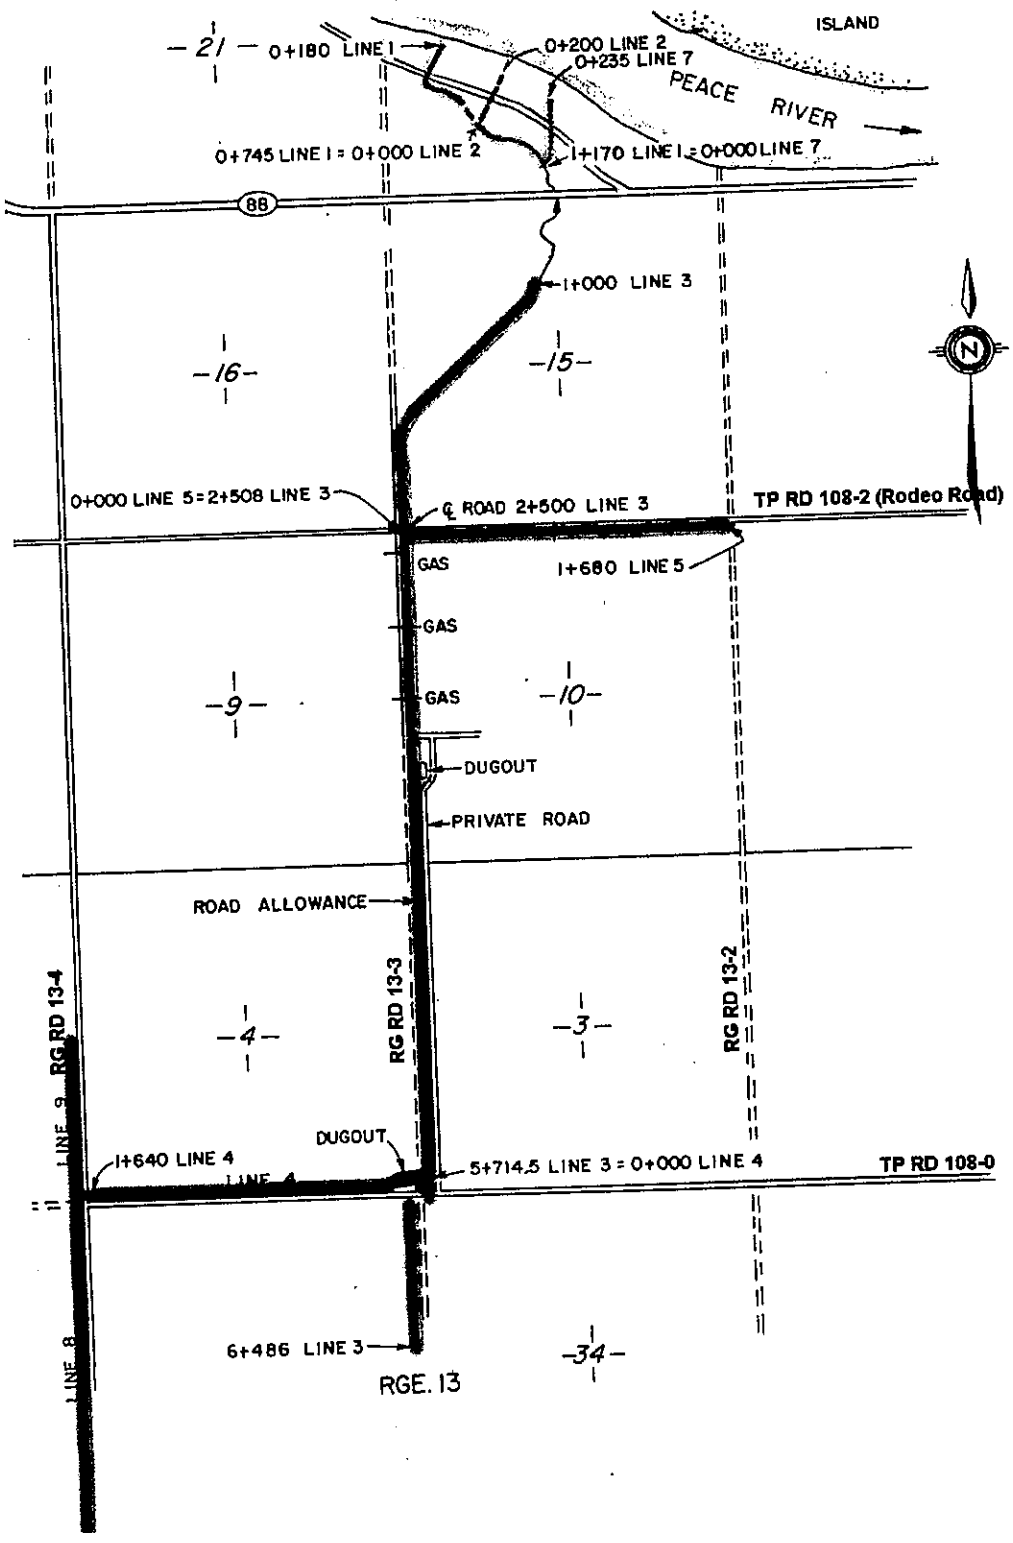 ISLAND
-21-
0+180 LINE 1
0+200 LINE 2
0+235 LINE 7
PEACE RIVER
0+745 LINE 1 = 0+000 LINE 2
1+170 LINE 1 = 0+000 LINE 7
88
1+000 LINE 3
N
-16-
-15-
0+000 LINE 5 = 2+508 LINE 3
℄ ROAD 2+500 LINE 3
TP RD 108-2 (Rodeo Road)
GAS
1+680 LINE 5
GAS
GAS
-9-
-10-
DUGOUT
PRIVATE ROAD
ROAD ALLOWANCE
RG RD 13-4
RG RD 13-3
RG RD 13-2
-4-
-3-
LINE 9
DUGOUT
1+640 LINE 4
LINE 4
5+714.5 LINE 3 = 0+000 LINE 4
TP RD 108-0
LINE 8
6+486 LINE 3
-34-
RGE. 13